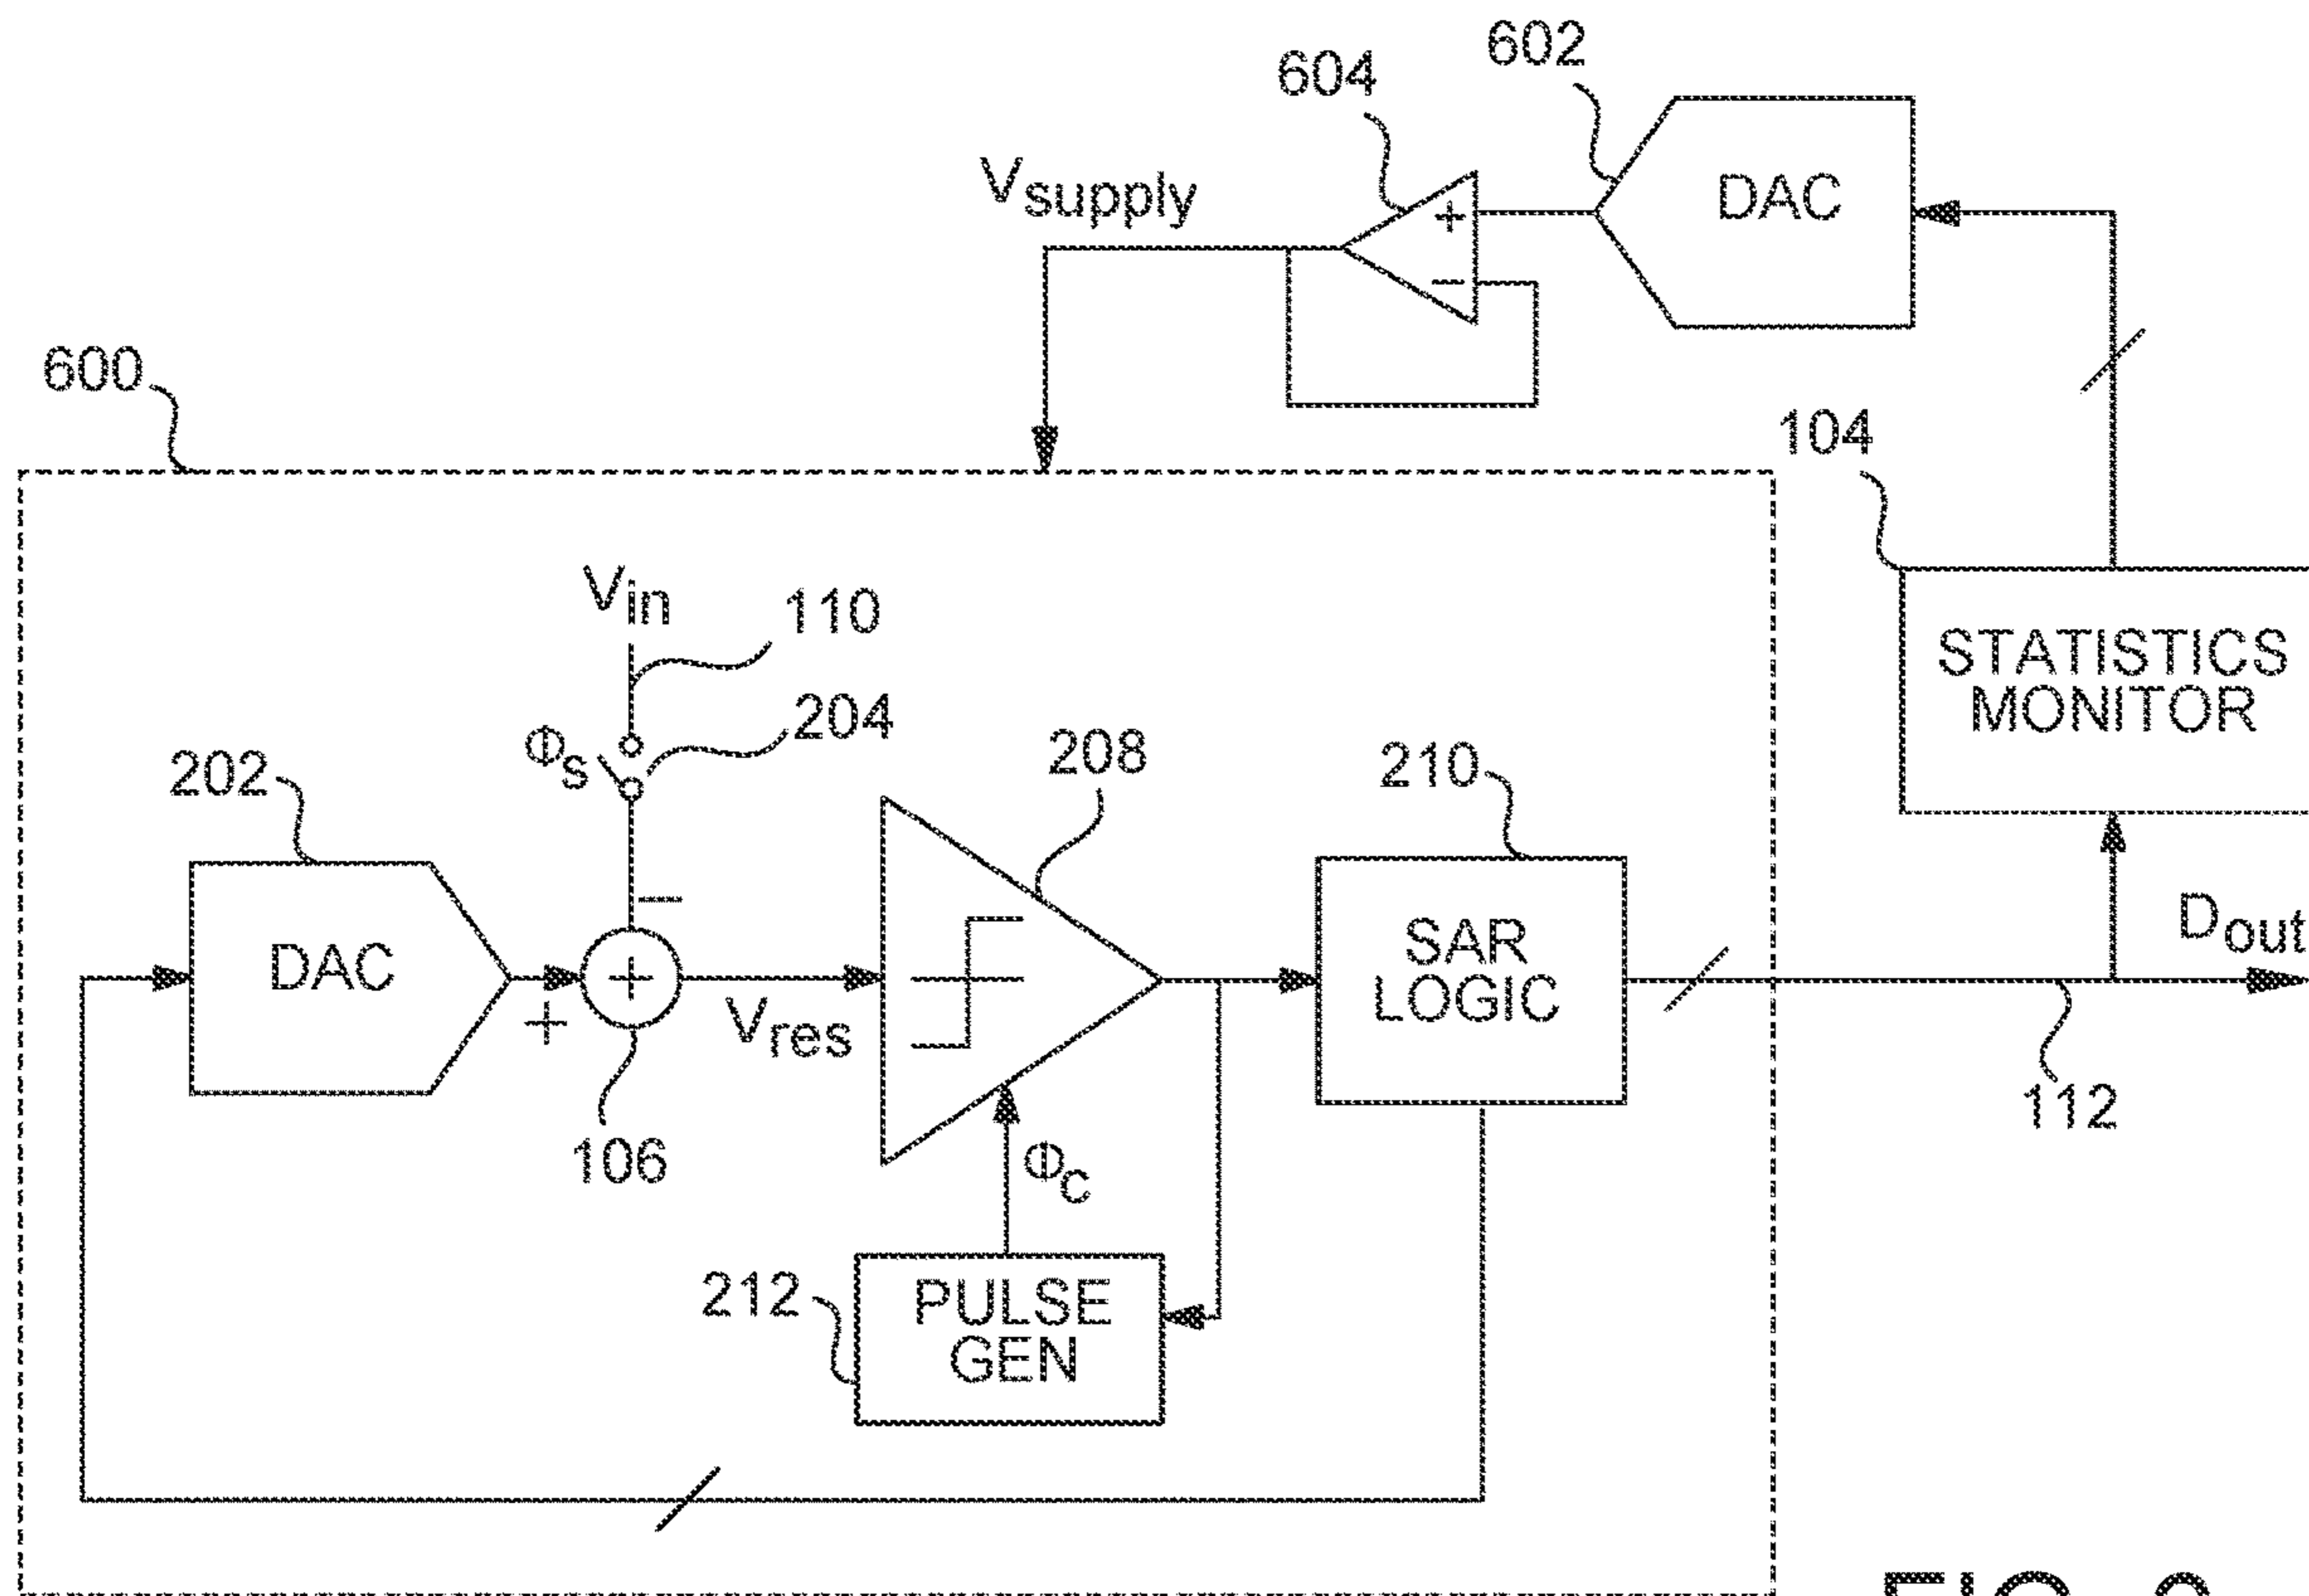 602
604
DAC
Vsupply
600
104
Vin
110
STATISTICS
MONITOR
Φs
204
208
202
210
DAC
+
−
+
+
−
+
Vres
SAR
LOGIC
Dout
106
112
Φc
212
PULSE
GEN